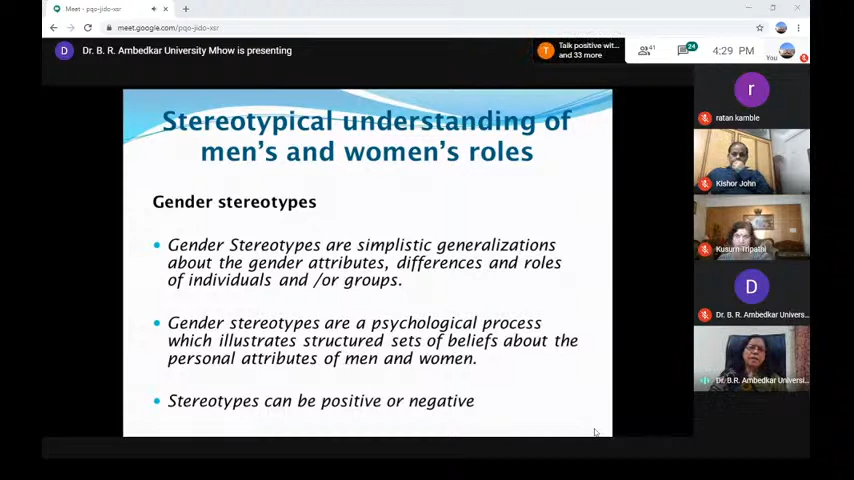 Meet - pqo-jido-xsr
meet.google.com/pqo-jido-xsr
D
Dr. B. R. Ambedkar University Mhow is presenting
T
Talk positive wit...
and 33 more
41
24
4:29 PM
You
Stereotypical understanding of
men's and women's roles
Gender stereotypes
Gender Stereotypes are simplistic generalizations
about the gender attributes, differences and roles
of individuals and /or groups.
Gender stereotypes are a psychological process
which illustrates structured sets of beliefs about the
personal attributes of men and women.
Stereotypes can be positive or negative
r
ratan kamble
Kishor John
Kusum Tripathi
D
Dr. B. R. Ambedkar Univers...
Dr. B.R. Ambedkar Universi...